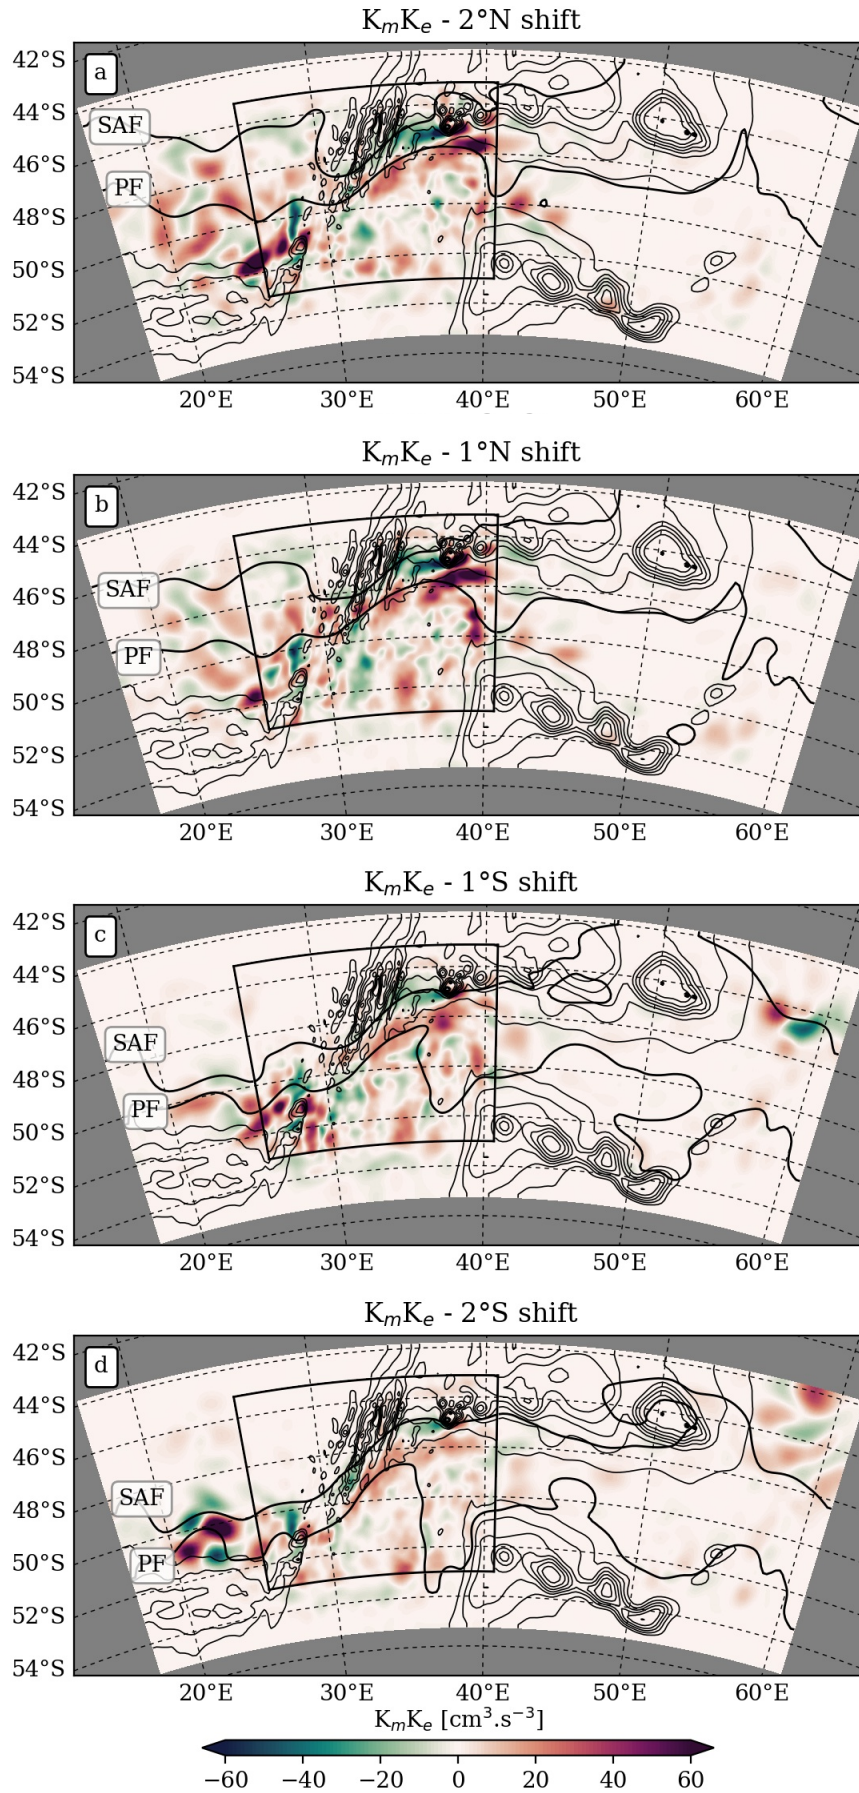 KₘKₑ - 2°N shift
a
42°S
44°S
SAF
46°S
PF
48°S
50°S
52°S
54°S
20°E 30°E 40°E 50°E 60°E
KₘKₑ - 1°N shift
b
42°S
44°S
46°S
SAF
48°S
PF
50°S
52°S
54°S
20°E 30°E 40°E 50°E 60°E
KₘKₑ - 1°S shift
c
42°S
44°S
46°S
SAF
48°S
PF
50°S
52°S
54°S
20°E 30°E 40°E 50°E 60°E
KₘKₑ - 2°S shift
d
42°S
44°S
46°S
48°S
SAF
50°S
PF
52°S
54°S
20°E 30°E 40°E 50°E 60°E
KₘKₑ [cm³.s⁻³]
−60 −40 −20 0 20 40 60